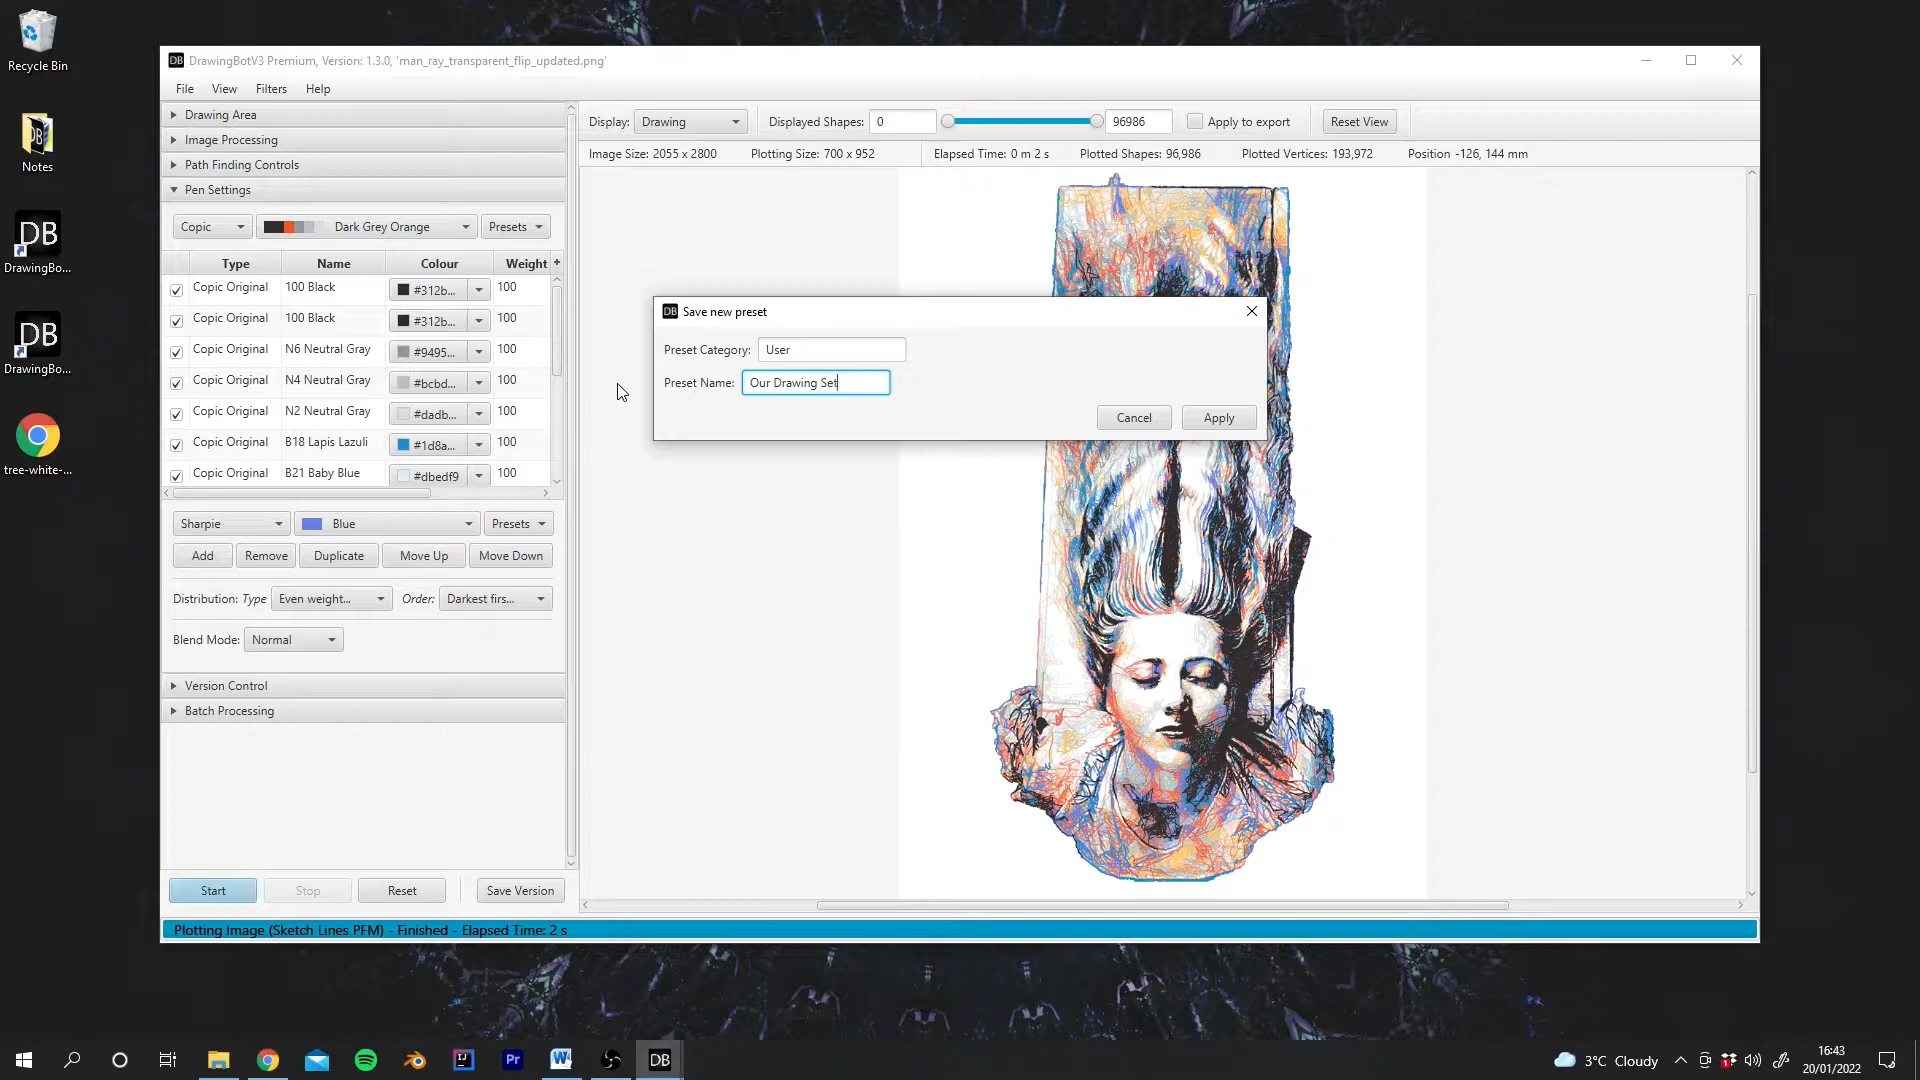 Recycle Bin
Notes
DrawingBo...
DrawingBo...
tree-white-...
DrawingBotV3 Premium, Version: 1.3.0, 'man_ray_transparent_flip_updated.png'
File View Filters Help
Drawing Area
Image Processing
Path Finding Controls
Pen Settings
Copic Dark Grey Orange Presets
Type Name Colour Weight +
Copic Original 100 Black #312b... 100
Copic Original 100 Black #312b... 100
Copic Original N6 Neutral Gray #9495... 100
Copic Original N4 Neutral Gray #bcbd... 100
Copic Original N2 Neutral Gray #dadb... 100
Copic Original B18 Lapis Lazuli #1d8a... 100
Copic Original B21 Baby Blue #dbedf9 100
Sharpie Blue Presets
Add Remove Duplicate Move Up Move Down
Distribution: Type Even weight... Order: Darkest firs...
Blend Mode: Normal
Version Control
Batch Processing
Start Stop Reset Save Version
Plotting Image (Sketch Lines PFM) - Finished - Elapsed Time: 2 s
Display: Drawing Displayed Shapes: 0 96986 Apply to export Reset View
Image Size: 2055 x 2800 Plotting Size: 700 x 952 Elapsed Time: 0 m 2 s Plotted Shapes: 96,986 Plotted Vertices: 193,972 Position -126, 144 mm
DB Save new preset
Preset Category: User
Preset Name: Our Drawing Set
Cancel Apply
3°C Cloudy
16:43
20/01/2022